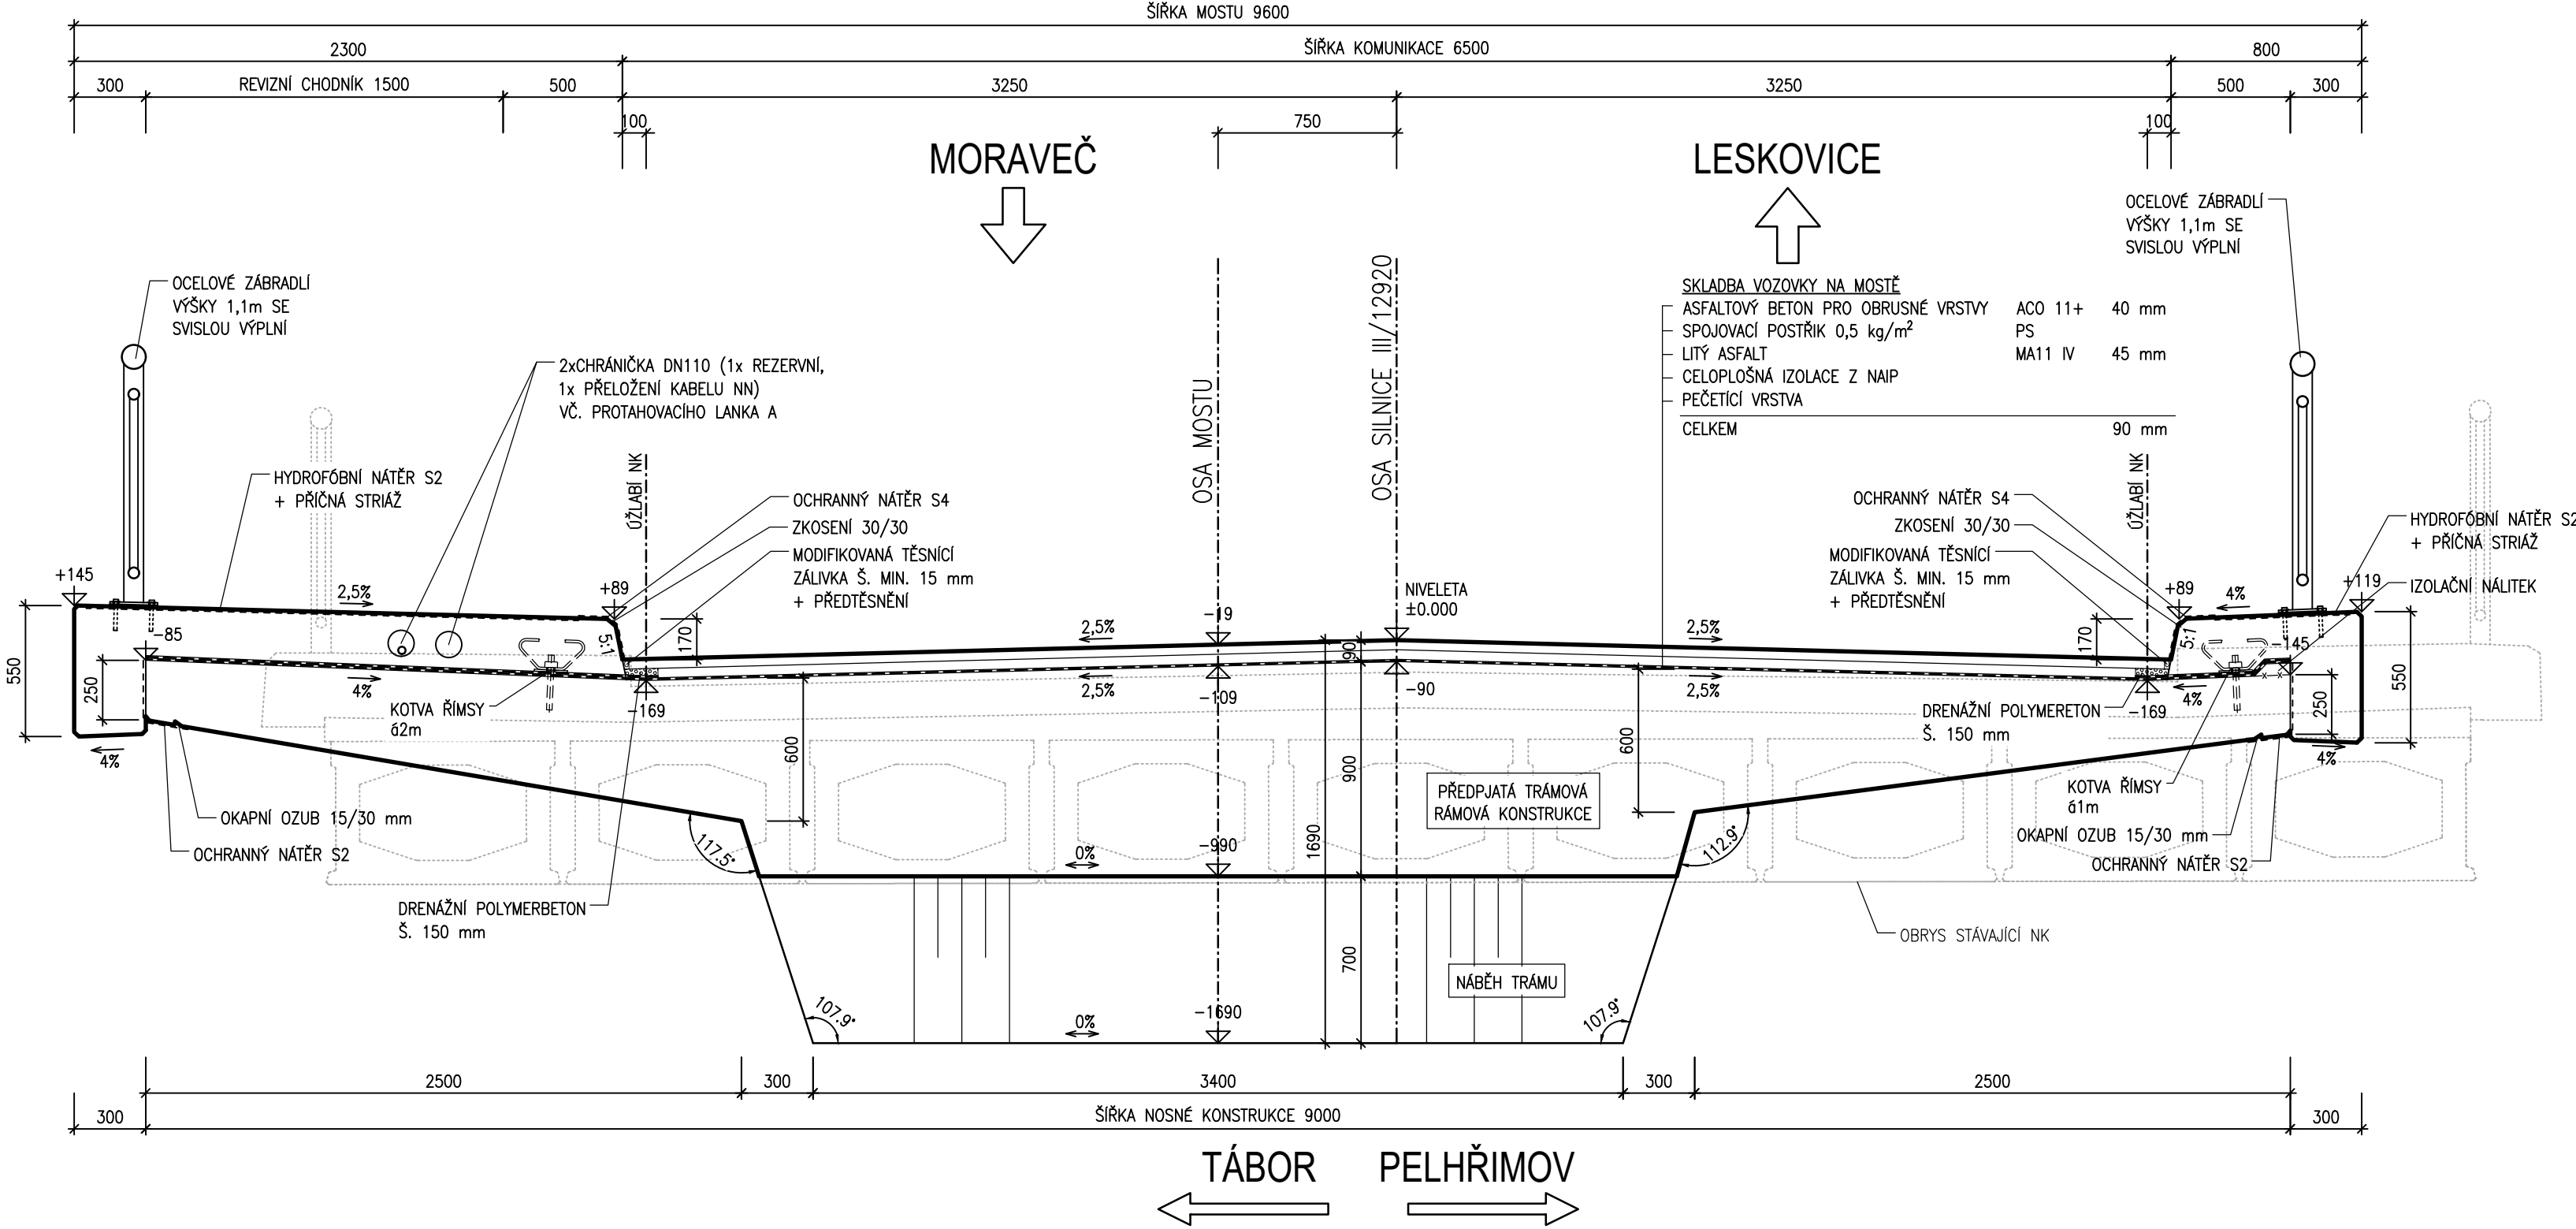 ŠÍŘKA MOSTU 9600
2300
ŠÍŘKA KOMUNIKACE 6500
800
300
REVIZNÍ CHODNÍK 1500
500
3250
3250
500
300
100
750
100
MORAVEČ
LESKOVICE
OCELOVÉ ZÁBRADLÍ
VÝŠKY 1,1m SE
SVISLOU VÝPLNÍ
OCELOVÉ ZÁBRADLÍ
VÝŠKY 1,1m SE
SVISLOU VÝPLNÍ
2xCHRÁNIČKA DN110 (1x REZERVNÍ,
1x PŘELOŽENÍ KABELU NN)
VČ. PROTAHOVACÍHO LANKA A
OSA MOSTU
OSA SILNICE III/12920
SKLADBA VOZOVKY NA MOSTĚ
ASFALTOVÝ BETON PRO OBRUSNÉ VRSTVY ACO 11+ 40 mm
SPOJOVACÍ POSTŘIK 0,5 kg/m² PS
LITÝ ASFALT MA11 IV 45 mm
CELOPLOŠNÁ IZOLACE Z NAIP
PEČETÍCÍ VRSTVA
CELKEM 90 mm
HYDROFÓBNÍ NÁTĚR S2
+ PŘÍČNÁ STRIÁŽ
ÚŽLABÍ NK
OCHRANNÝ NÁTĚR S4
ZKOSENÍ 30/30
MODIFIKOVANÁ TĚSNÍCÍ
ZÁLIVKA Š. MIN. 15 mm
+ PŘEDTĚSNĚNÍ
OCHRANNÝ NÁTĚR S4
ZKOSENÍ 30/30
MODIFIKOVANÁ TĚSNÍCÍ
ZÁLIVKA Š. MIN. 15 mm
+ PŘEDTĚSNĚNÍ
ÚŽLABÍ NK
HYDROFÓBNÍ NÁTĚR S2
+ PŘÍČNÁ STRIÁŽ
IZOLAČNÍ NÁLITEK
+145
2,5%
+89
NIVELETA
±0.000
+89
4%
+119
-85
5:1
170
-19
2,5%
90
2,5%
170
5:1
-145
550
250
4%
KOTVA ŘÍMSY
á2m
-169
2,5%
-109
-90
2,5%
-169
4%
250
550
DRENÁŽNÍ POLYMERETON
Š. 150 mm
4%
600
900
600
4%
KOTVA ŘÍMSY
á1m
PŘEDPJATÁ TRÁMOVÁ
RÁMOVÁ KONSTRUKCE
OKAPNÍ OZUB 15/30 mm
OCHRANNÝ NÁTĚR S2
117.5°
0%
-990
1690
112.9°
OKAPNÍ OZUB 15/30 mm
OCHRANNÝ NÁTĚR S2
DRENÁŽNÍ POLYMERBETON
Š. 150 mm
OBRYS STÁVAJÍCÍ NK
700
NÁBĚH TRÁMU
107.9°
0%
-1690
107.9°
2500
300
3400
300
2500
300
ŠÍŘKA NOSNÉ KONSTRUKCE 9000
300
TÁBOR
PELHŘIMOV